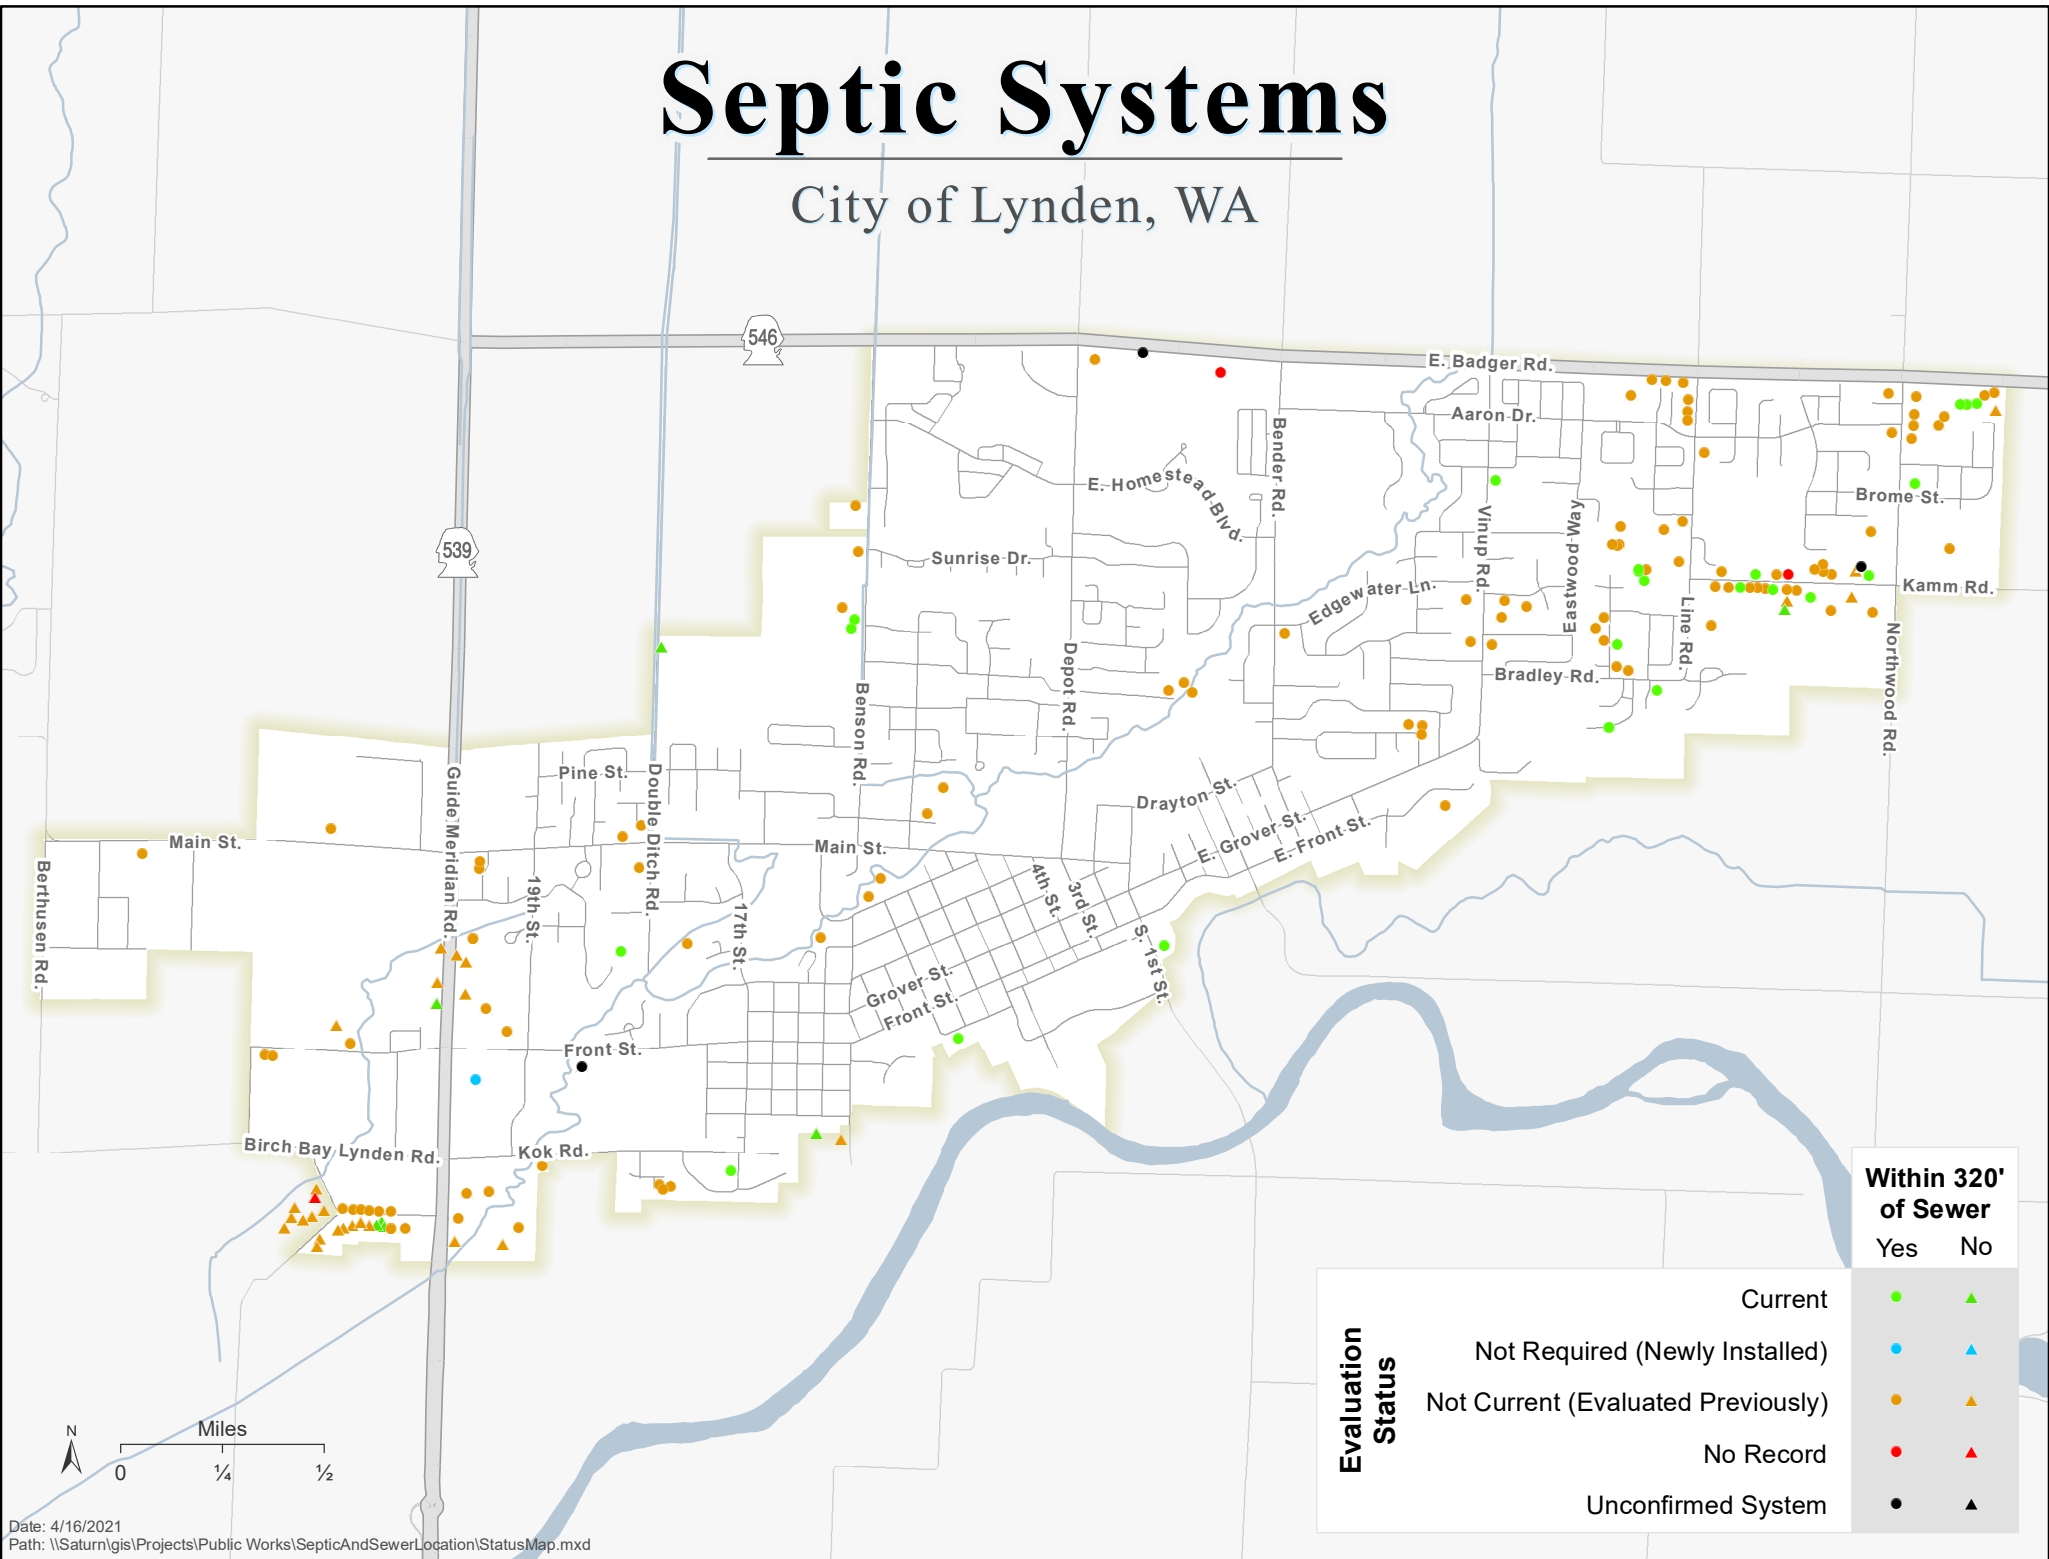 Septic Systems
City of Lynden, WA
546
E. Badger Rd.
Aaron Dr.
Bender Rd.
E. Homestead Blvd.
Brome St.
Vinup Rd.
Eastwood Way
539
Sunrise Dr.
Edgewater Ln.
Kamm Rd.
Line Rd.
Northwood Rd.
Depot Rd.
Bradley Rd.
Benson Rd.
Pine St.
Guide Meridian Rd.
Double Ditch Rd.
Drayton St.
E. Grover St.
E. Front St.
Main St.
Main St.
Berthusen Rd.
19th St.
17th St.
4th St.
3rd St.
S. 1st St.
Grover St.
Front St.
Front St.
Birch Bay Lynden Rd.
Kok Rd.
Within 320'
of Sewer
Yes No
Evaluation
Status
Current
Not Required (Newly Installed)
Not Current (Evaluated Previously)
No Record
Unconfirmed System
N
Miles
0 ¼ ½
Date: 4/16/2021
Path: \\Saturn\gis\Projects\Public Works\SepticAndSewerLocation\StatusMap.mxd